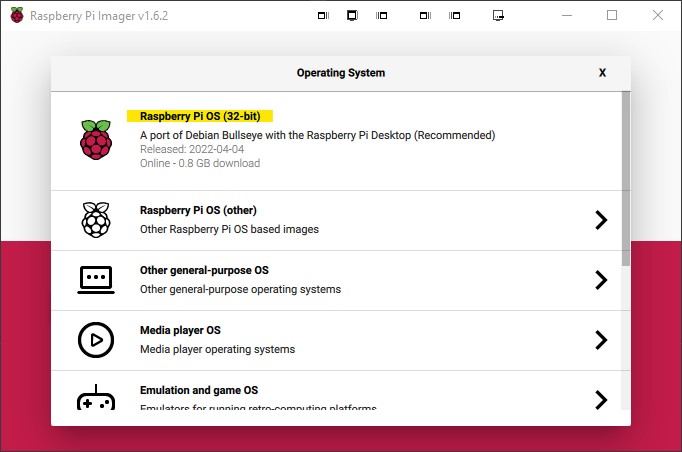 Raspberry Pi Imager v1.6.2
Operating System
X
Raspberry Pi OS (32-bit)
A port of Debian Bullseye with the Raspberry Pi Desktop (Recommended)
Released: 2022-04-04
Online - 0.8 GB download
Raspberry Pi OS (other)
Other Raspberry Pi OS based images
Other general-purpose OS
Other general-purpose operating systems
Media player OS
Media player operating systems
Emulation and game OS
Emulators for running retro-computing platforms